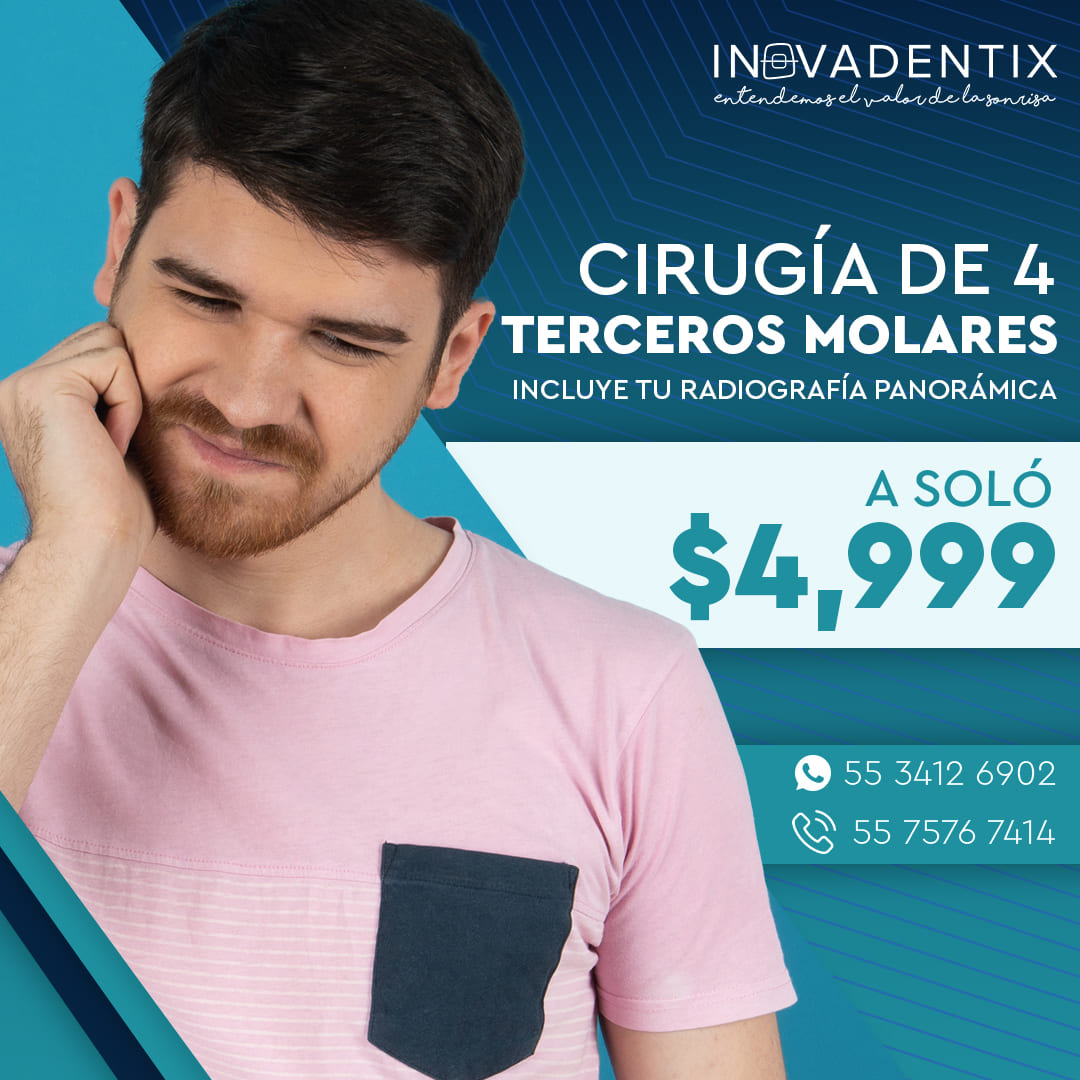 INOVADENTIX
entendemos el valor de la sonrisa
CIRUGÍA DE 4
TERCEROS MOLARES
INCLUYE TU RADIOGRAFÍA PANORÁMICA
A SOLÓ
$4,999
55 3412 6902
55 7576 7414